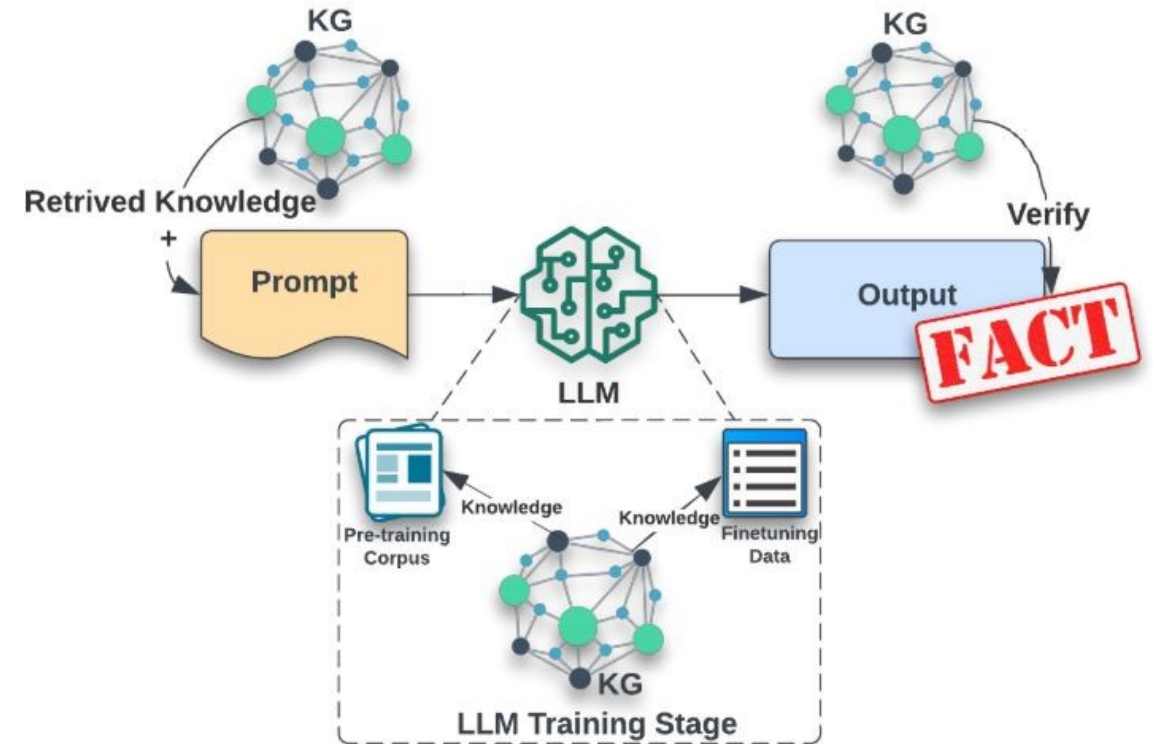 KG
KG
Retrived Knowledge
+
Verify
Prompt
Output
FACT
LLM
Knowledge
Knowledge
Pre-training
Corpus
Finetuning
Data
KG
LLM Training Stage